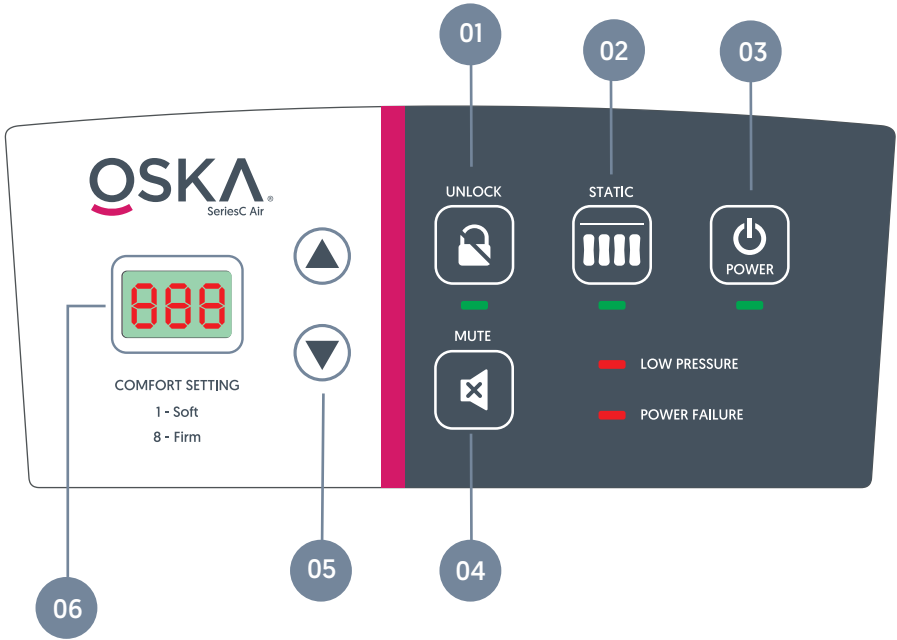 01
02
03
OSKA®
SeriesC Air
UNLOCK
STATIC
POWER
888
MUTE
LOW PRESSURE
POWER FAILURE
COMFORT SETTING
1 - Soft
8 - Firm
04
05
06